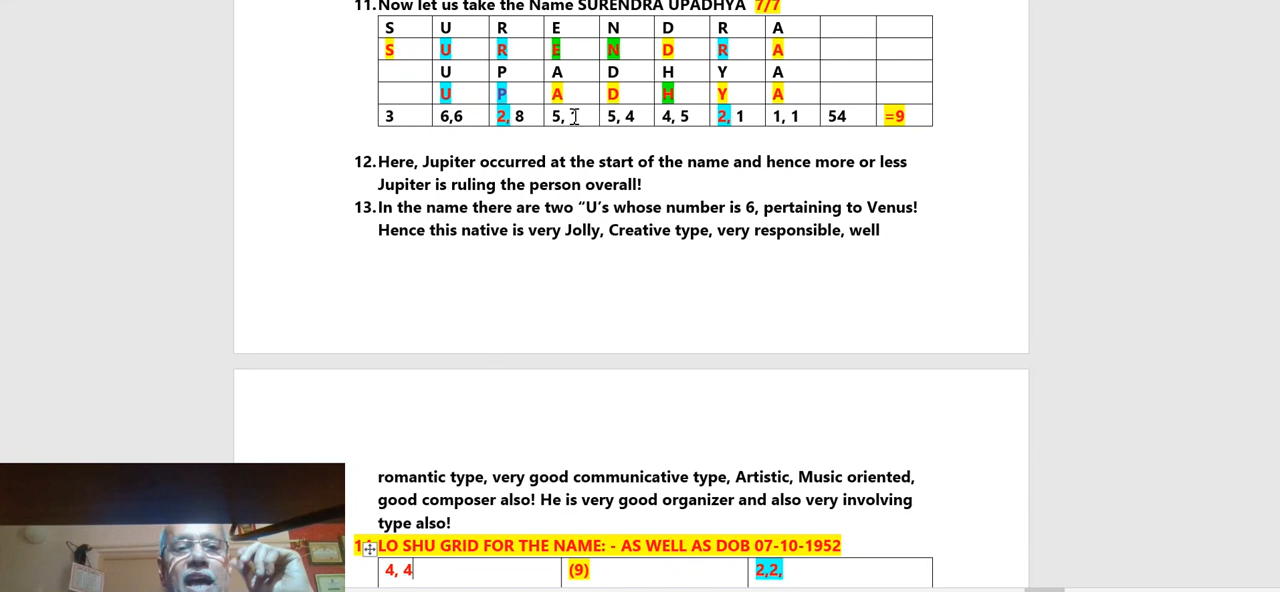 11.Now let us take the Name SURENDRA UPADHYA 7/7
S U R E N D R A
S U R E N D R A
U P A D H Y A
U P A D H Y A
3 6,6 2, 8 5, 5, 4 4, 5 2, 1 1, 1 54 =9
12.Here, Jupiter occurred at the start of the name and hence more or less
Jupiter is ruling the person overall!
13.In the name there are two “U’s whose number is 6, pertaining to Venus!
Hence this native is very Jolly, Creative type, very responsible, well
romantic type, very good communicative type, Artistic, Music oriented,
good composer also! He is very good organizer and also very involving
type also!
LO SHU GRID FOR THE NAME: - AS WELL AS DOB 07-10-1952
4, 4 (9) 2,2,